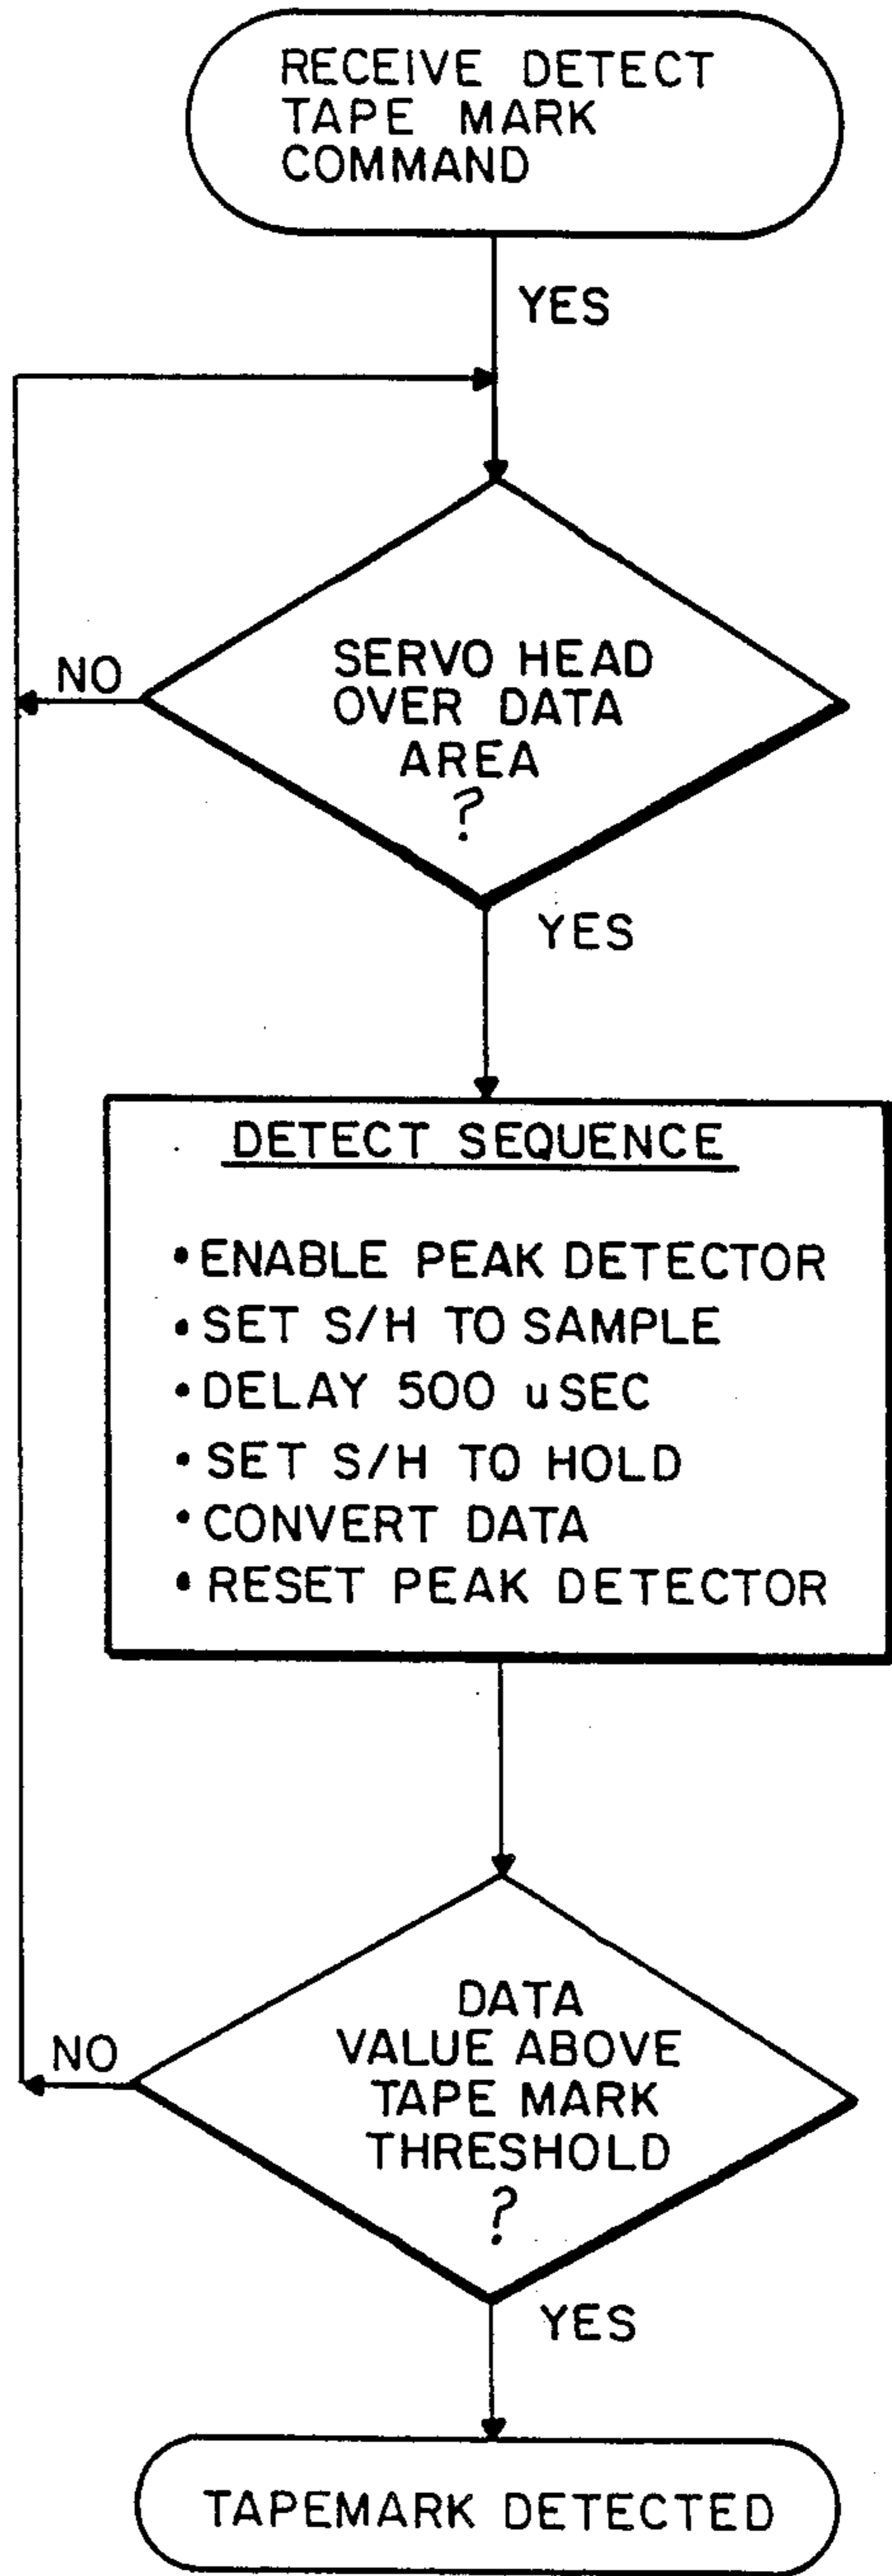 RECEIVE DETECT
TAPE MARK
COMMAND
YES
SERVO HEAD
OVER DATA
AREA
?
NO
YES
DETECT SEQUENCE
• ENABLE PEAK DETECTOR
• SET S/H TO SAMPLE
• DELAY 500 uSEC
• SET S/H TO HOLD
• CONVERT DATA
• RESET PEAK DETECTOR
DATA
VALUE ABOVE
TAPE MARK
THRESHOLD
?
NO
YES
TAPEMARK DETECTED